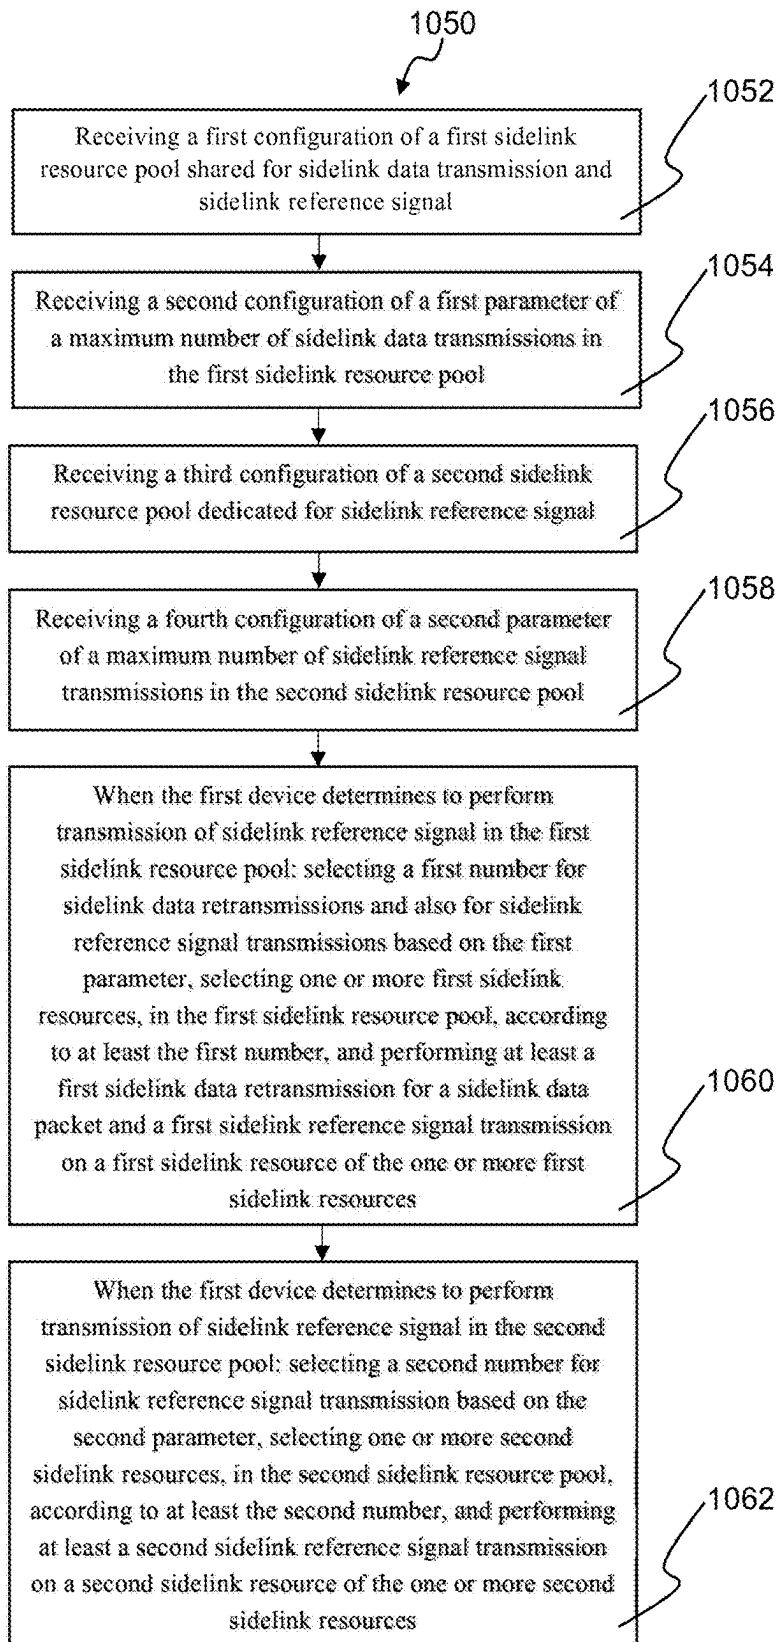 1050
1052
Receiving a first configuration of a first sidelink
resource pool shared for sidelink data transmission and
sidelink reference signal
1054
Receiving a second configuration of a first parameter of
a maximum number of sidelink data transmissions in
the first sidelink resource pool
1056
Receiving a third configuration of a second sidelink
resource pool dedicated for sidelink reference signal
1058
Receiving a fourth configuration of a second parameter
of a maximum number of sidelink reference signal
transmissions in the second sidelink resource pool
When the first device determines to perform
transmission of sidelink reference signal in the first
sidelink resource pool: selecting a first number for
sidelink data retransmissions and also for sidelink
reference signal transmissions based on the first
parameter, selecting one or more first sidelink
resources, in the first sidelink resource pool, according
to at least the first number, and performing at least a
first sidelink data retransmission for a sidelink data
packet and a first sidelink reference signal transmission
on a first sidelink resource of the one or more first
sidelink resources
1060
When the first device determines to perform
transmission of sidelink reference signal in the second
sidelink resource pool: selecting a second number for
sidelink reference signal transmission based on the
second parameter, selecting one or more second
sidelink resources, in the second sidelink resource pool,
according to at least the second number, and performing
at least a second sidelink reference signal transmission
on a second sidelink resource of the one or more second
sidelink resources
1062